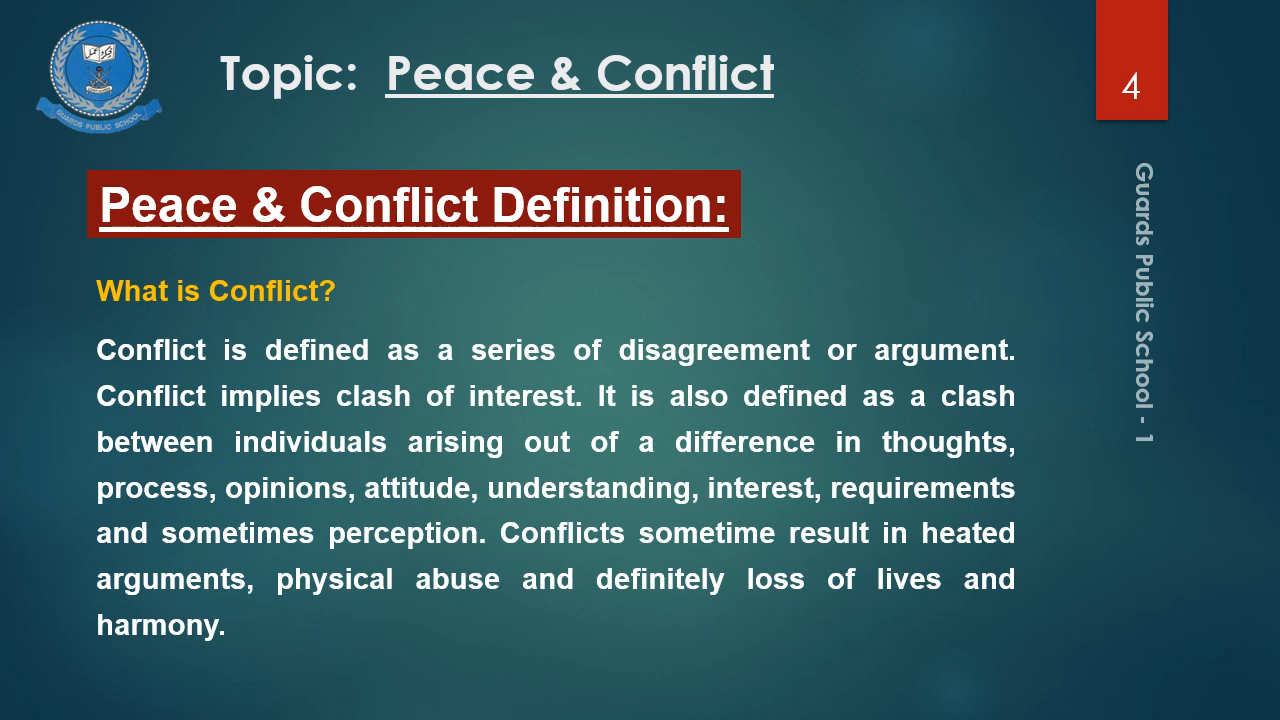 GUARDS PUBLIC SCHOOL
Topic: Peace & Conflict
4
Guards Public School - 1
Peace & Conflict Definition:
What is Conflict?
Conflict is defined as a series of disagreement or argument.
Conflict implies clash of interest. It is also defined as a clash
between individuals arising out of a difference in thoughts,
process, opinions, attitude, understanding, interest, requirements
and sometimes perception. Conflicts sometime result in heated
arguments, physical abuse and definitely loss of lives and
harmony.